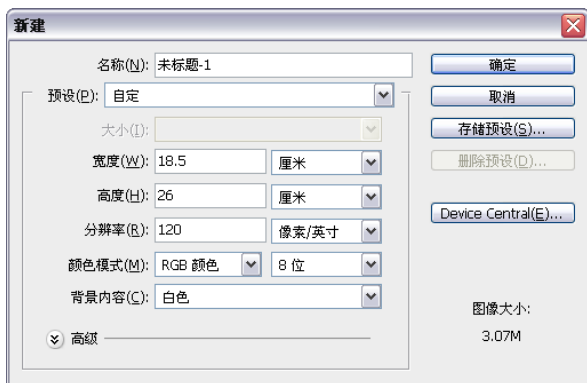 新建
名称(N): 未标题-1
确定
预设(P): 自定
取消
大小(I):
存储预设(S)...
宽度(W): 18.5 厘米
删除预设(D)...
高度(H): 26 厘米
Device Central(E)...
分辨率(R): 120 像素/英寸
颜色模式(M): RGB 颜色 8 位
背景内容(C): 白色
图像大小:
高级
3.07M